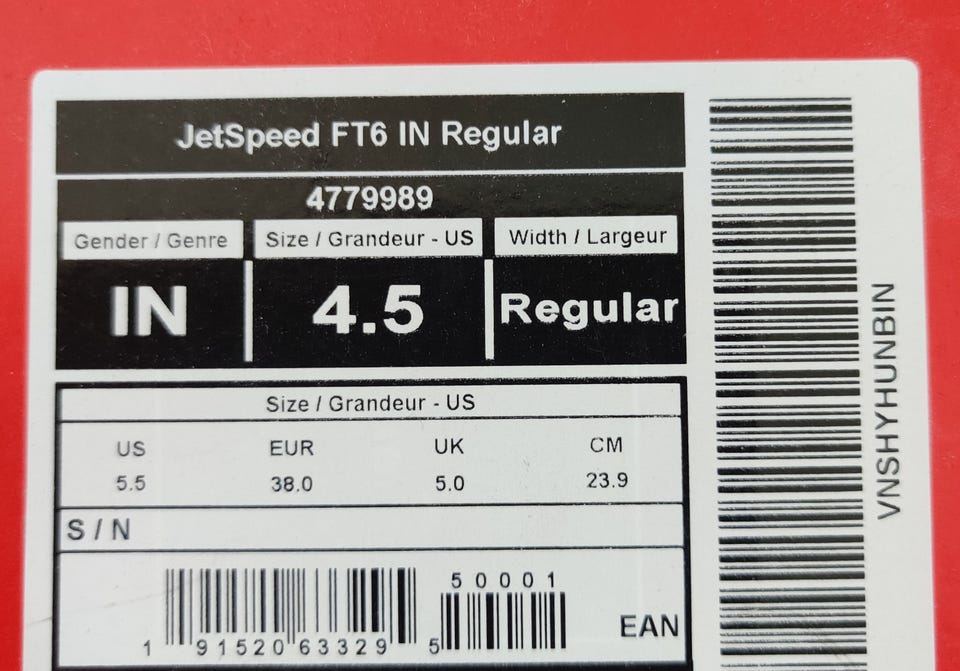 JetSpeed FT6 IN Regular
4779989
Gender / Genre
Size / Grandeur - US
Width / Largeur
IN
4.5
Regular
Size / Grandeur - US
US EUR UK CM
5.5 38.0 5.0 23.9
S / N
50001
1 91520 63329 5
EAN
VNSHYHUNBIN